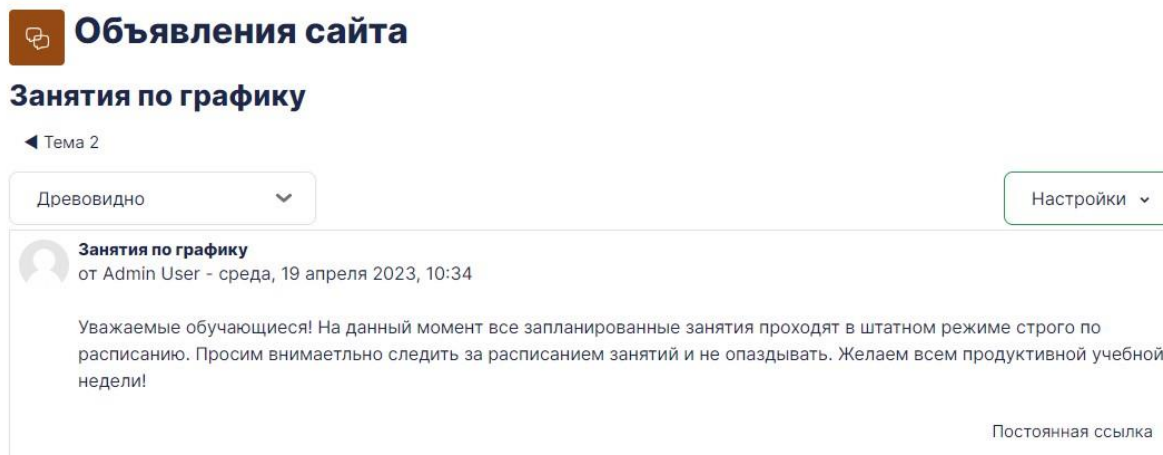 Объявления сайта
Занятия по графику
◀ Тема 2
Древовидно
Настройки
Занятия по графику
от Admin User - среда, 19 апреля 2023, 10:34
Уважаемые обучающиеся! На данный момент все запланированные занятия проходят в штатном режиме строго по
расписанию. Просим внимаетльно следить за расписанием занятий и не опаздывать. Желаем всем продуктивной учебной
недели!
Постоянная ссылка